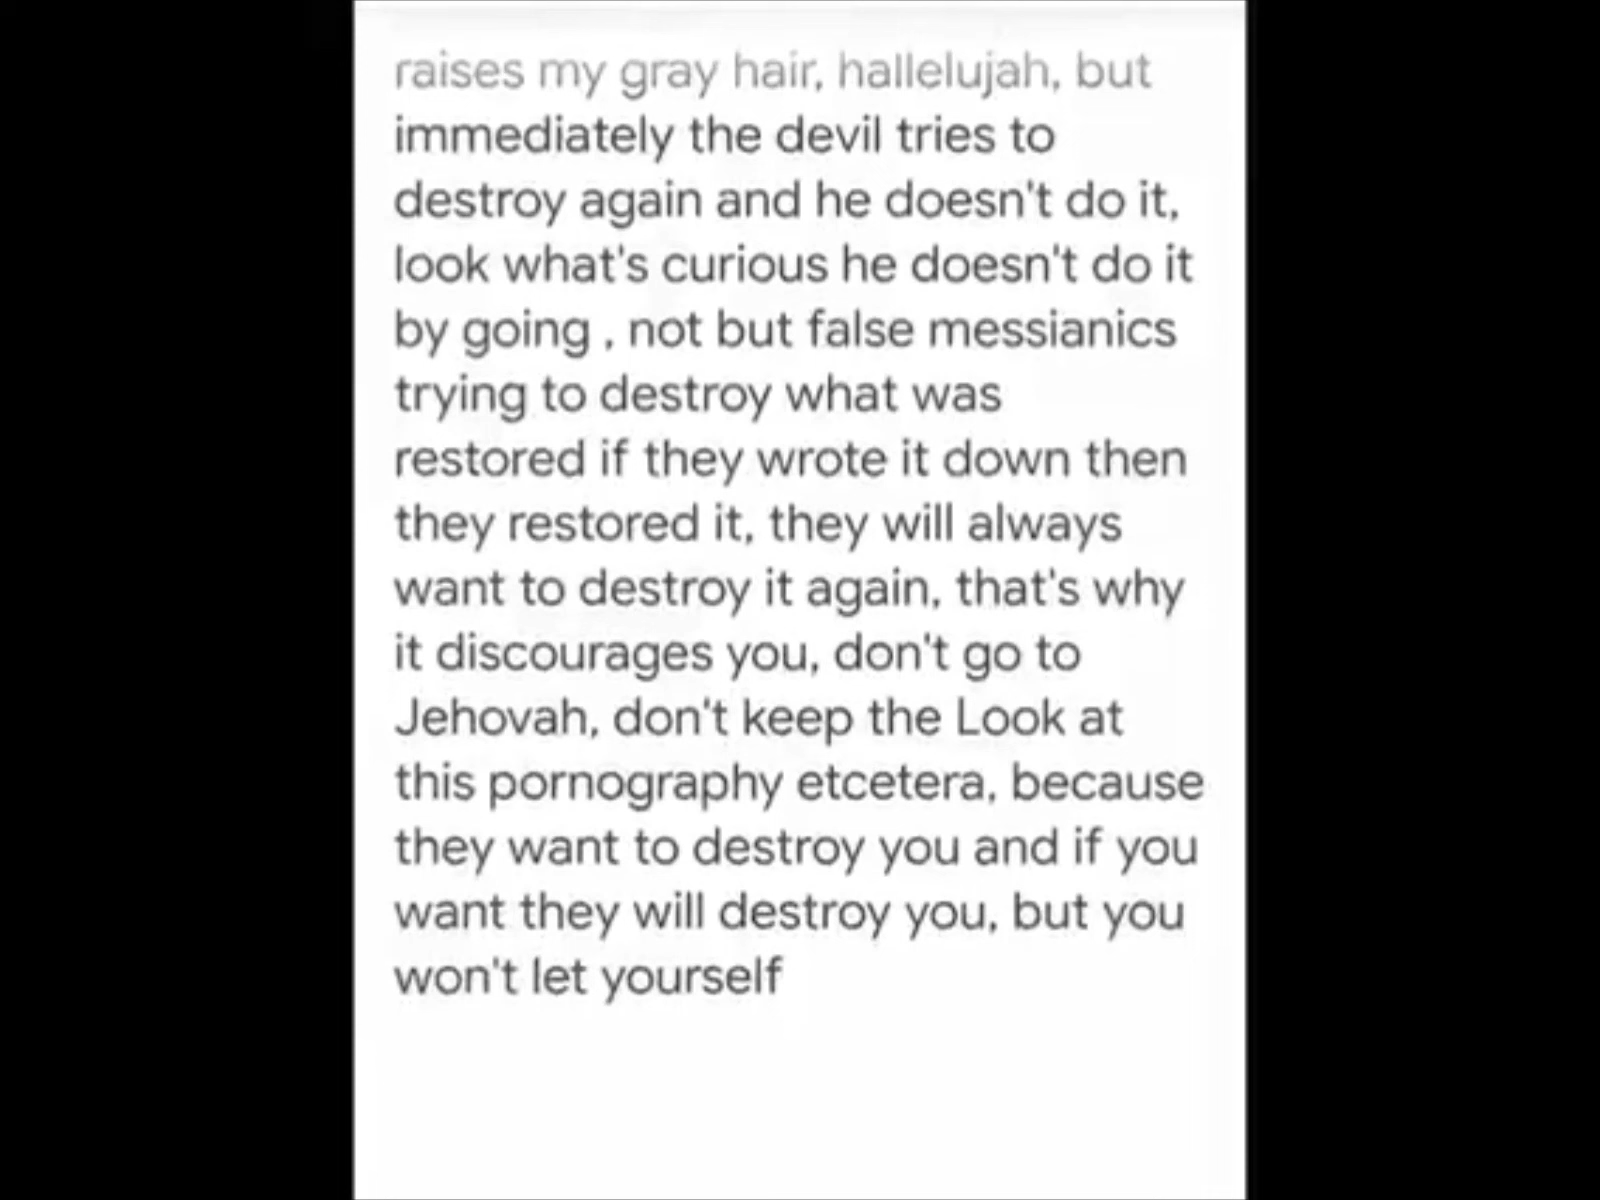 raises my gray hair, hallelujah, but
immediately the devil tries to
destroy again and he doesn't do it,
look what's curious he doesn't do it
by going , not but false messianics
trying to destroy what was
restored if they wrote it down then
they restored it, they will always
want to destroy it again, that's why
it discourages you, don't go to
Jehovah, don't keep the Look at
this pornography etcetera, because
they want to destroy you and if you
want they will destroy you, but you
won't let yourself